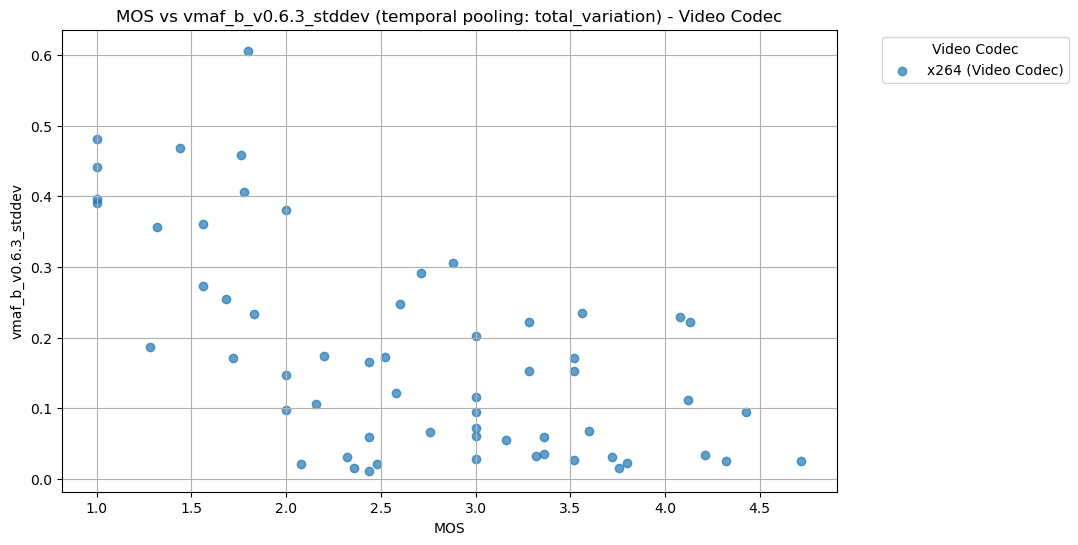 MOS vs vmaf_b_v0.6.3_stddev (temporal pooling: total_variation) - Video Codec
Video Codec
x264 (Video Codec)
vmaf_b_v0.6.3_stddev
0.6
0.5
0.4
0.3
0.2
0.1
0.0
1.0 1.5 2.0 2.5 3.0 3.5 4.0 4.5
MOS